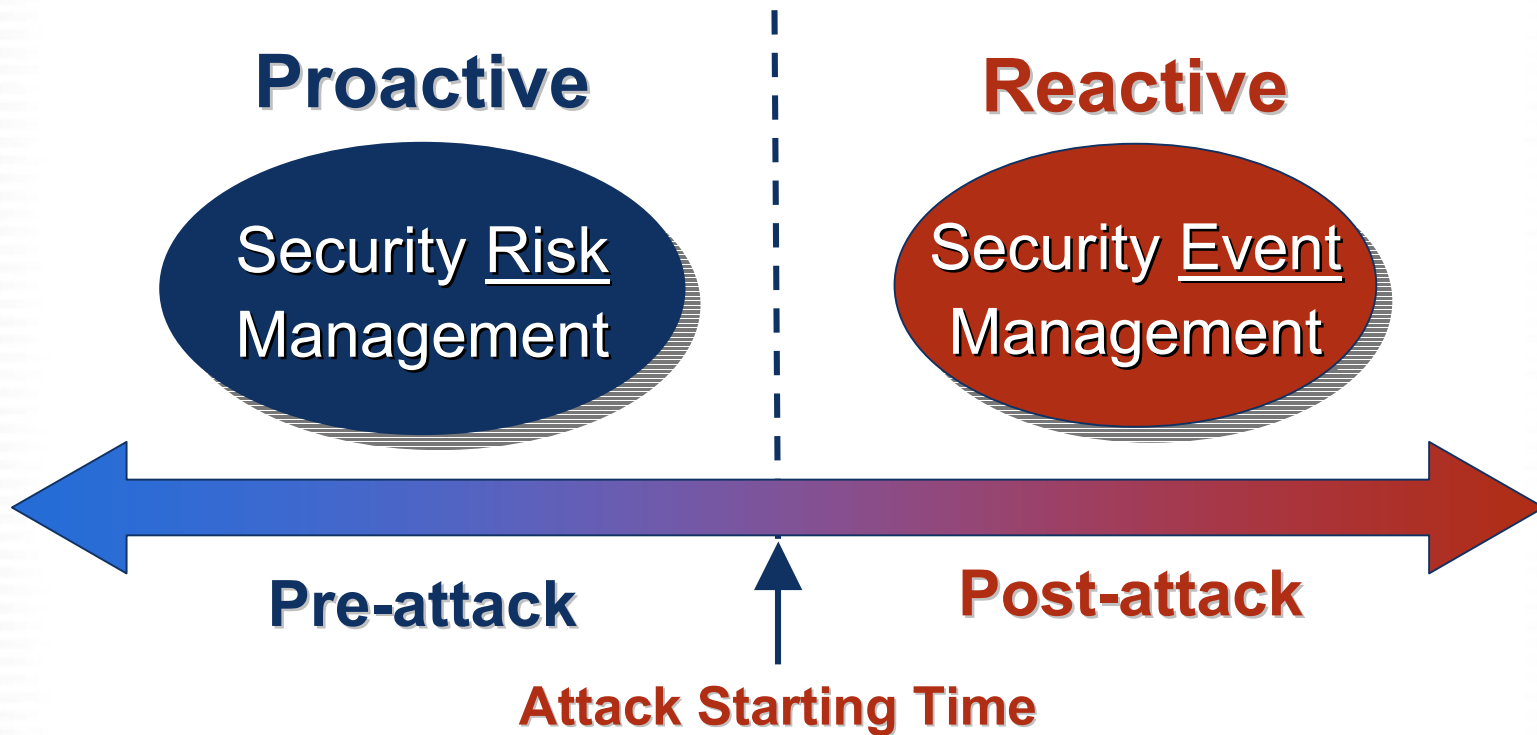 Proactive
Reactive
Security Risk
Management
Security Event
Management
Pre-attack
Post-attack
Attack Starting Time